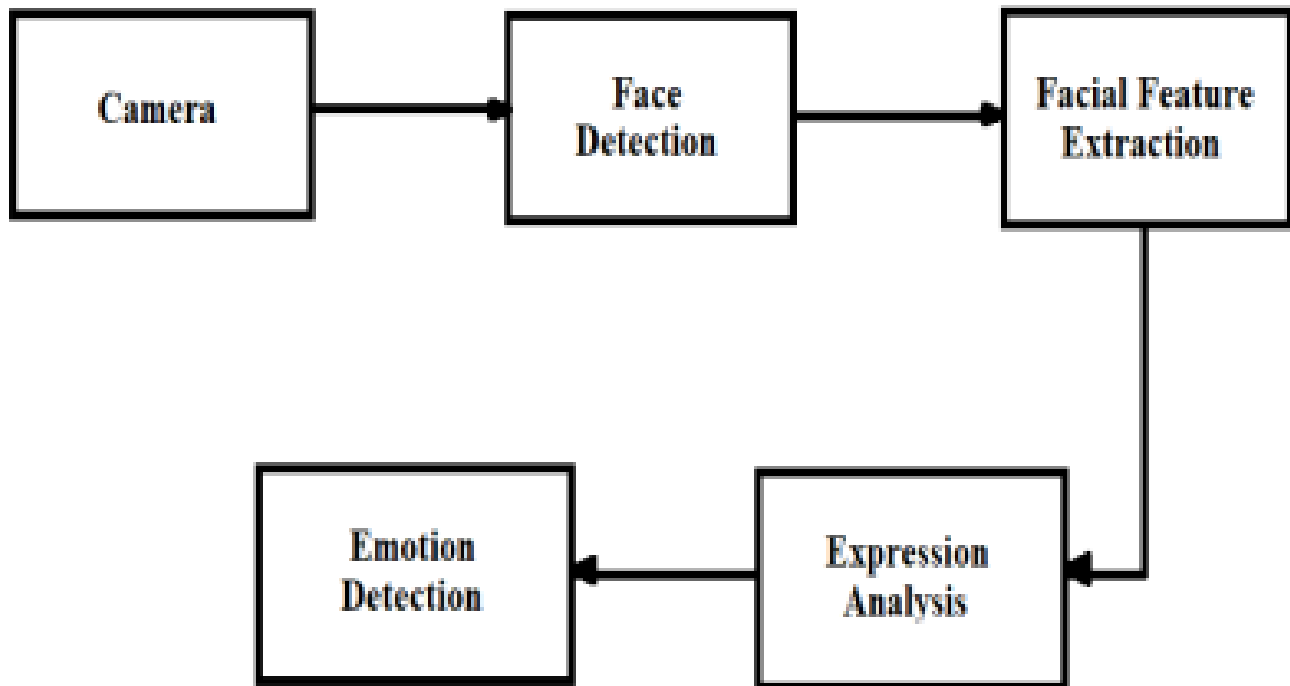 Camera
Face
Detection
Facial Feature
Extraction
Expression
Analysis
Emotion
Detection